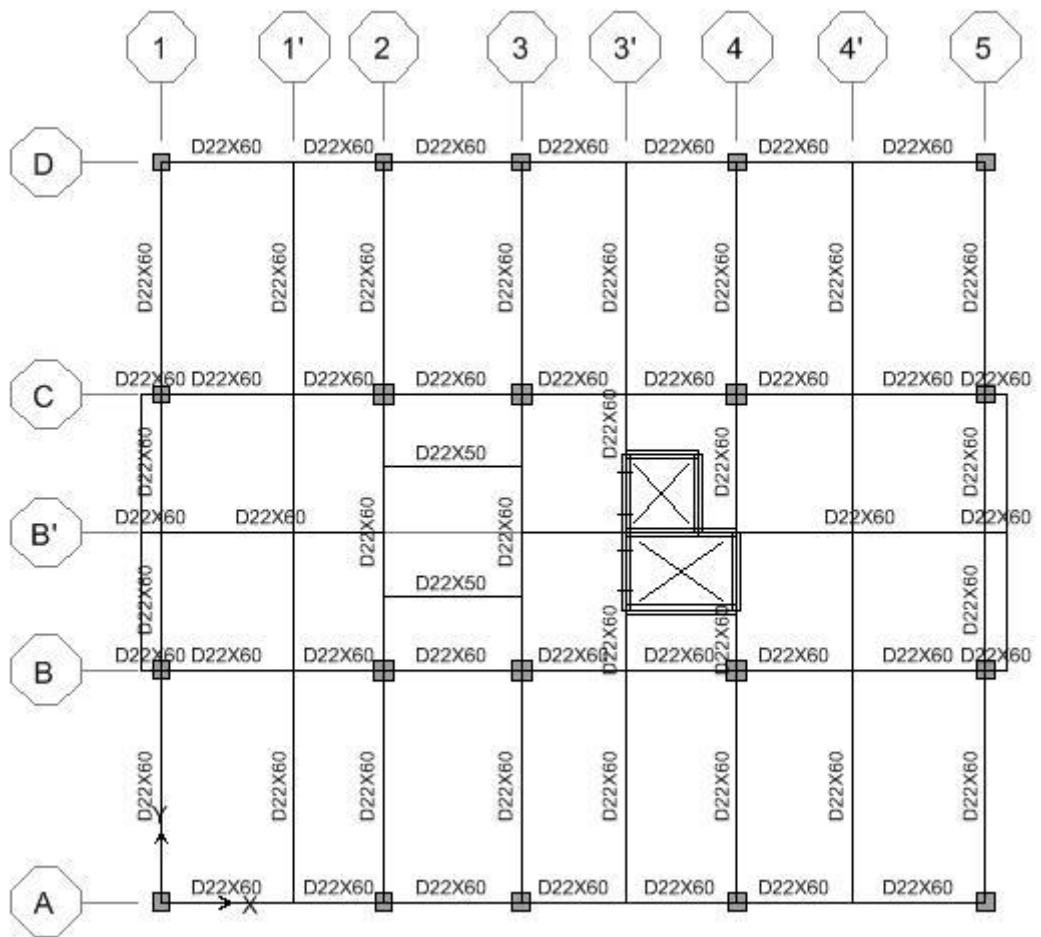 1 1' 2 3 3' 4 4' 5
D D22X60 D22X60 D22X60 D22X60 D22X60 D22X60 D22X60
D22X60 D22X60 D22X60 D22X60 D22X60 D22X60 D22X60 D22X60
C D22X60 D22X60 D22X60 D22X60 D22X60 D22X60 D22X60 D22X60 D22X60
D22X60 D22X60 D22X60 D22X60
D22X50
B' D22X60 D22X60 D22X60 D22X60
D22X60 D22X60
D22X50
D22X60 D22X60 D22X60 D22X60
B D22X60 D22X60 D22X60 D22X60 D22X60 D22X60 D22X60 D22X60 D22X60
D22X60 D22X60 D22X60 D22X60 D22X60 D22X60 D22X60 D22X60
Y
A D22X60 D22X60 D22X60 D22X60 D22X60 D22X60 D22X60
X